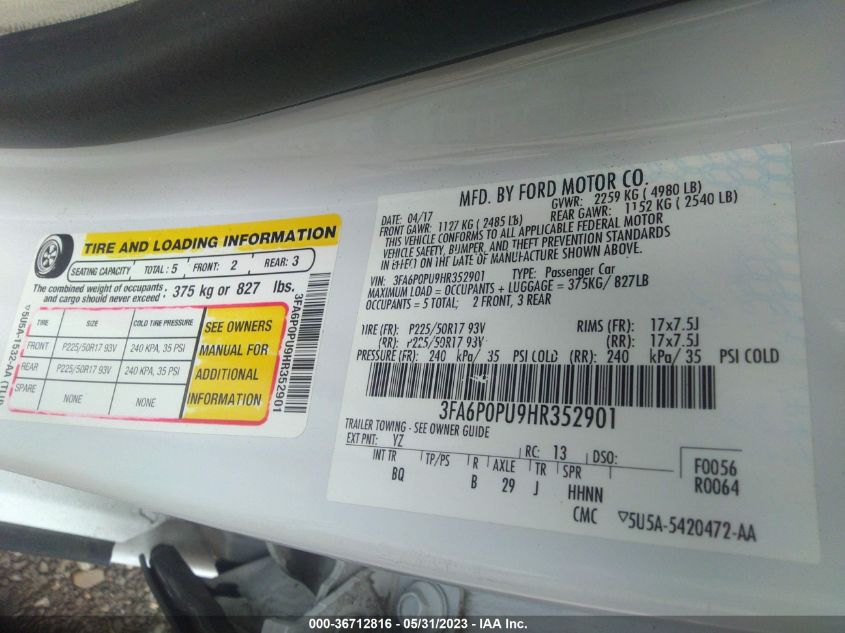 TIRE AND LOADING INFORMATION
SEATING CAPACITY TOTAL : 5 FRONT: 2 REAR: 3
The combined weight of occupants
and cargo should never exceed : 375 kg or 827 lbs.
TIRE SIZE COLD TIRE PRESSURE
FRONT P225/50R17 93V 240 KPA, 35 PSI
REAR P225/50R17 93V 240 KPA, 35 PSI
SPARE NONE NONE
SEE OWNERS
MANUAL FOR
ADDITIONAL
INFORMATION
5U5A-1532-AA
3FA6P0PU9HR352901
MFD. BY FORD MOTOR CO.
DATE: 04/17 GVWR: 2259 KG ( 4980 LB)
FRONT GAWR: 1127 KG ( 2485 LB) REAR GAWR: 1152 KG ( 2540 LB)
THIS VEHICLE CONFORMS TO ALL APPLICABLE FEDERAL MOTOR
VEHICLE SAFETY, BUMPER, AND THEFT PREVENTION STANDARDS
IN EFFECT ON THE DATE OF MANUFACTURE SHOWN ABOVE.
VIN: 3FA6P0PU9HR352901 TYPE: Passenger Car
MAXIMUM LOAD = OCCUPANTS + LUGGAGE = 375KG/ 827LB
OCCUPANTS = 5 TOTAL; 2 FRONT, 3 REAR
TIRE (FR): P225/50R17 93V RIMS (FR): 17x7.5J
(RR): P225/50R17 93V (RR): 17x7.5J
PRESSURE (FR): 240 kPa/ 35 PSI COLD (RR): 240 kPa/ 35 PSI COLD
3FA6P0PU9HR352901
TRAILER TOWING - SEE OWNER GUIDE
EXT PNT: YZ RC: 13 DSO: F0056
R0064
INT TR TP/PS R AXLE TR SPR
BQ B 29 J HHNN
CMC ▽5U5A-5420472-AA
000-36712816 - 05/31/2023 - IAA Inc.